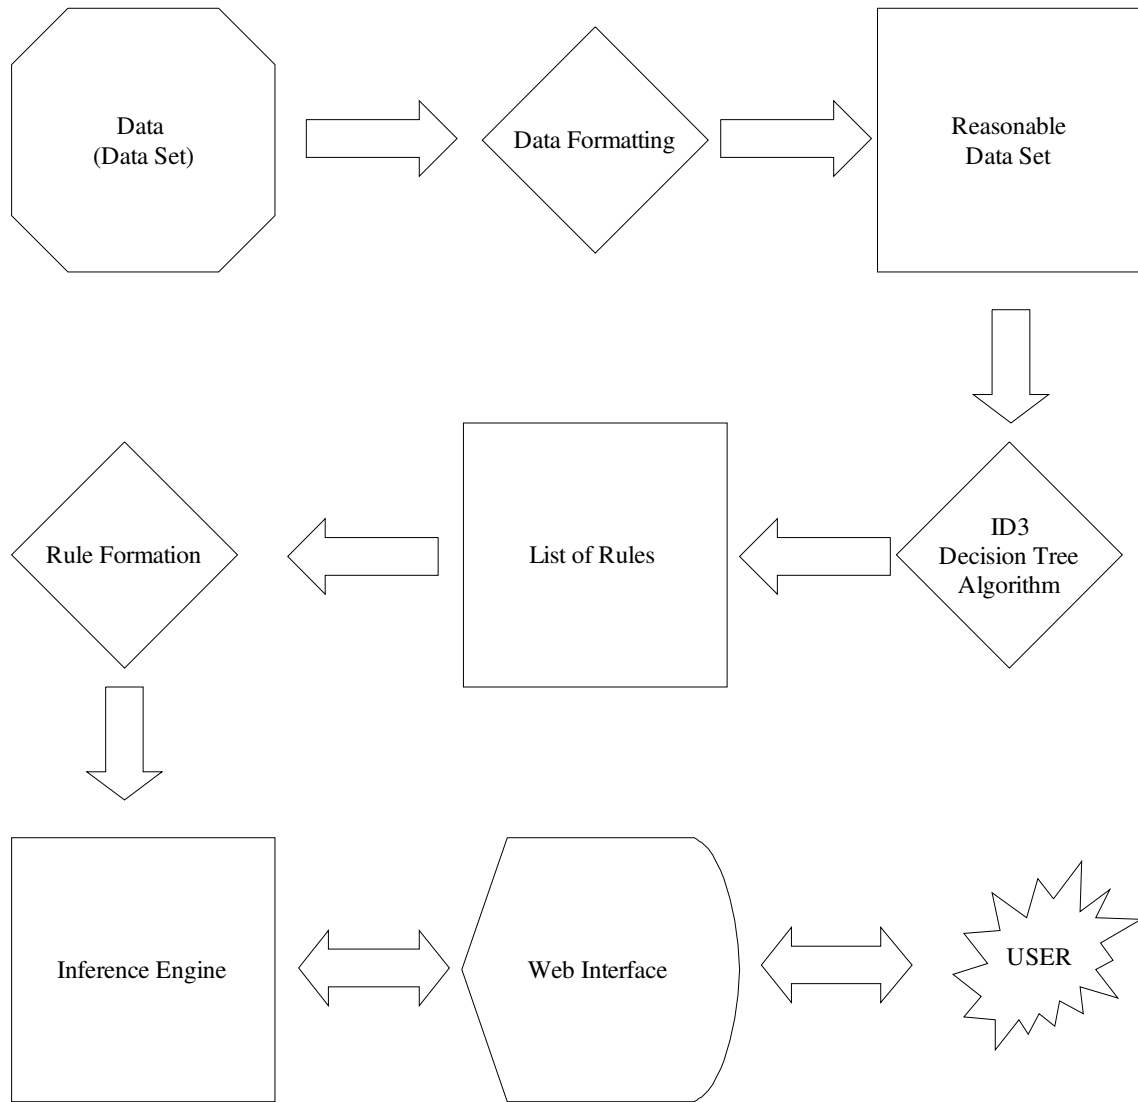 Data
(Data Set)
Data Formatting
Reasonable
Data Set
Rule Formation
List of Rules
ID3
Decision Tree
Algorithm
Inference Engine
Web Interface
USER